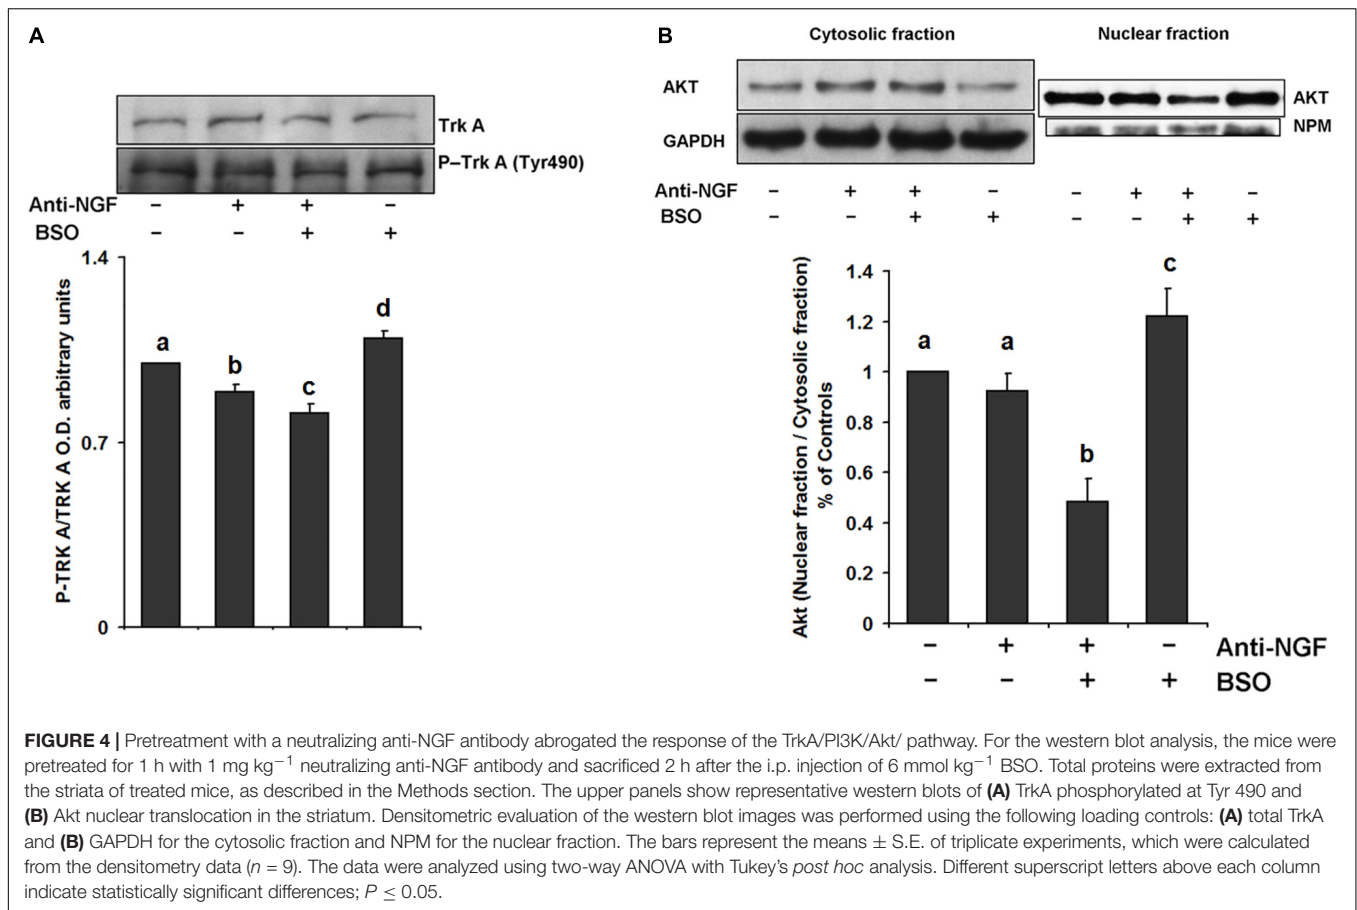 A
Trk A
P–Trk A (Tyr490)
Anti-NGF – + + –
BSO – – + +
P-TRK A/TRK A O.D. arbitrary units
1.4
0.7
0
a
b
c
d
B
Cytosolic fraction
Nuclear fraction
AKT
GAPDH
AKT
NPM
Anti-NGF – + + – – + + –
BSO – – + + – – + +
Akt (Nuclear fraction / Cytosolic fraction)
% of Controls
1.4
1.2
1
0.8
0.6
0.4
0.2
0
a
a
b
c
– + + – Anti-NGF
– – + + BSO
FIGURE 4 | Pretreatment with a neutralizing anti-NGF antibody abrogated the response of the TrkA/PI3K/Akt/ pathway. For the western blot analysis, the mice were
pretreated for 1 h with 1 mg kg⁻¹ neutralizing anti-NGF antibody and sacrificed 2 h after the i.p. injection of 6 mmol kg⁻¹ BSO. Total proteins were extracted from
the striata of treated mice, as described in the Methods section. The upper panels show representative western blots of (A) TrkA phosphorylated at Tyr 490 and
(B) Akt nuclear translocation in the striatum. Densitometric evaluation of the western blot images was performed using the following loading controls: (A) total TrkA
and (B) GAPDH for the cytosolic fraction and NPM for the nuclear fraction. The bars represent the means ± S.E. of triplicate experiments, which were calculated
from the densitometry data (n = 9). The data were analyzed using two-way ANOVA with Tukey's post hoc analysis. Different superscript letters above each column
indicate statistically significant differences; P ≤ 0.05.